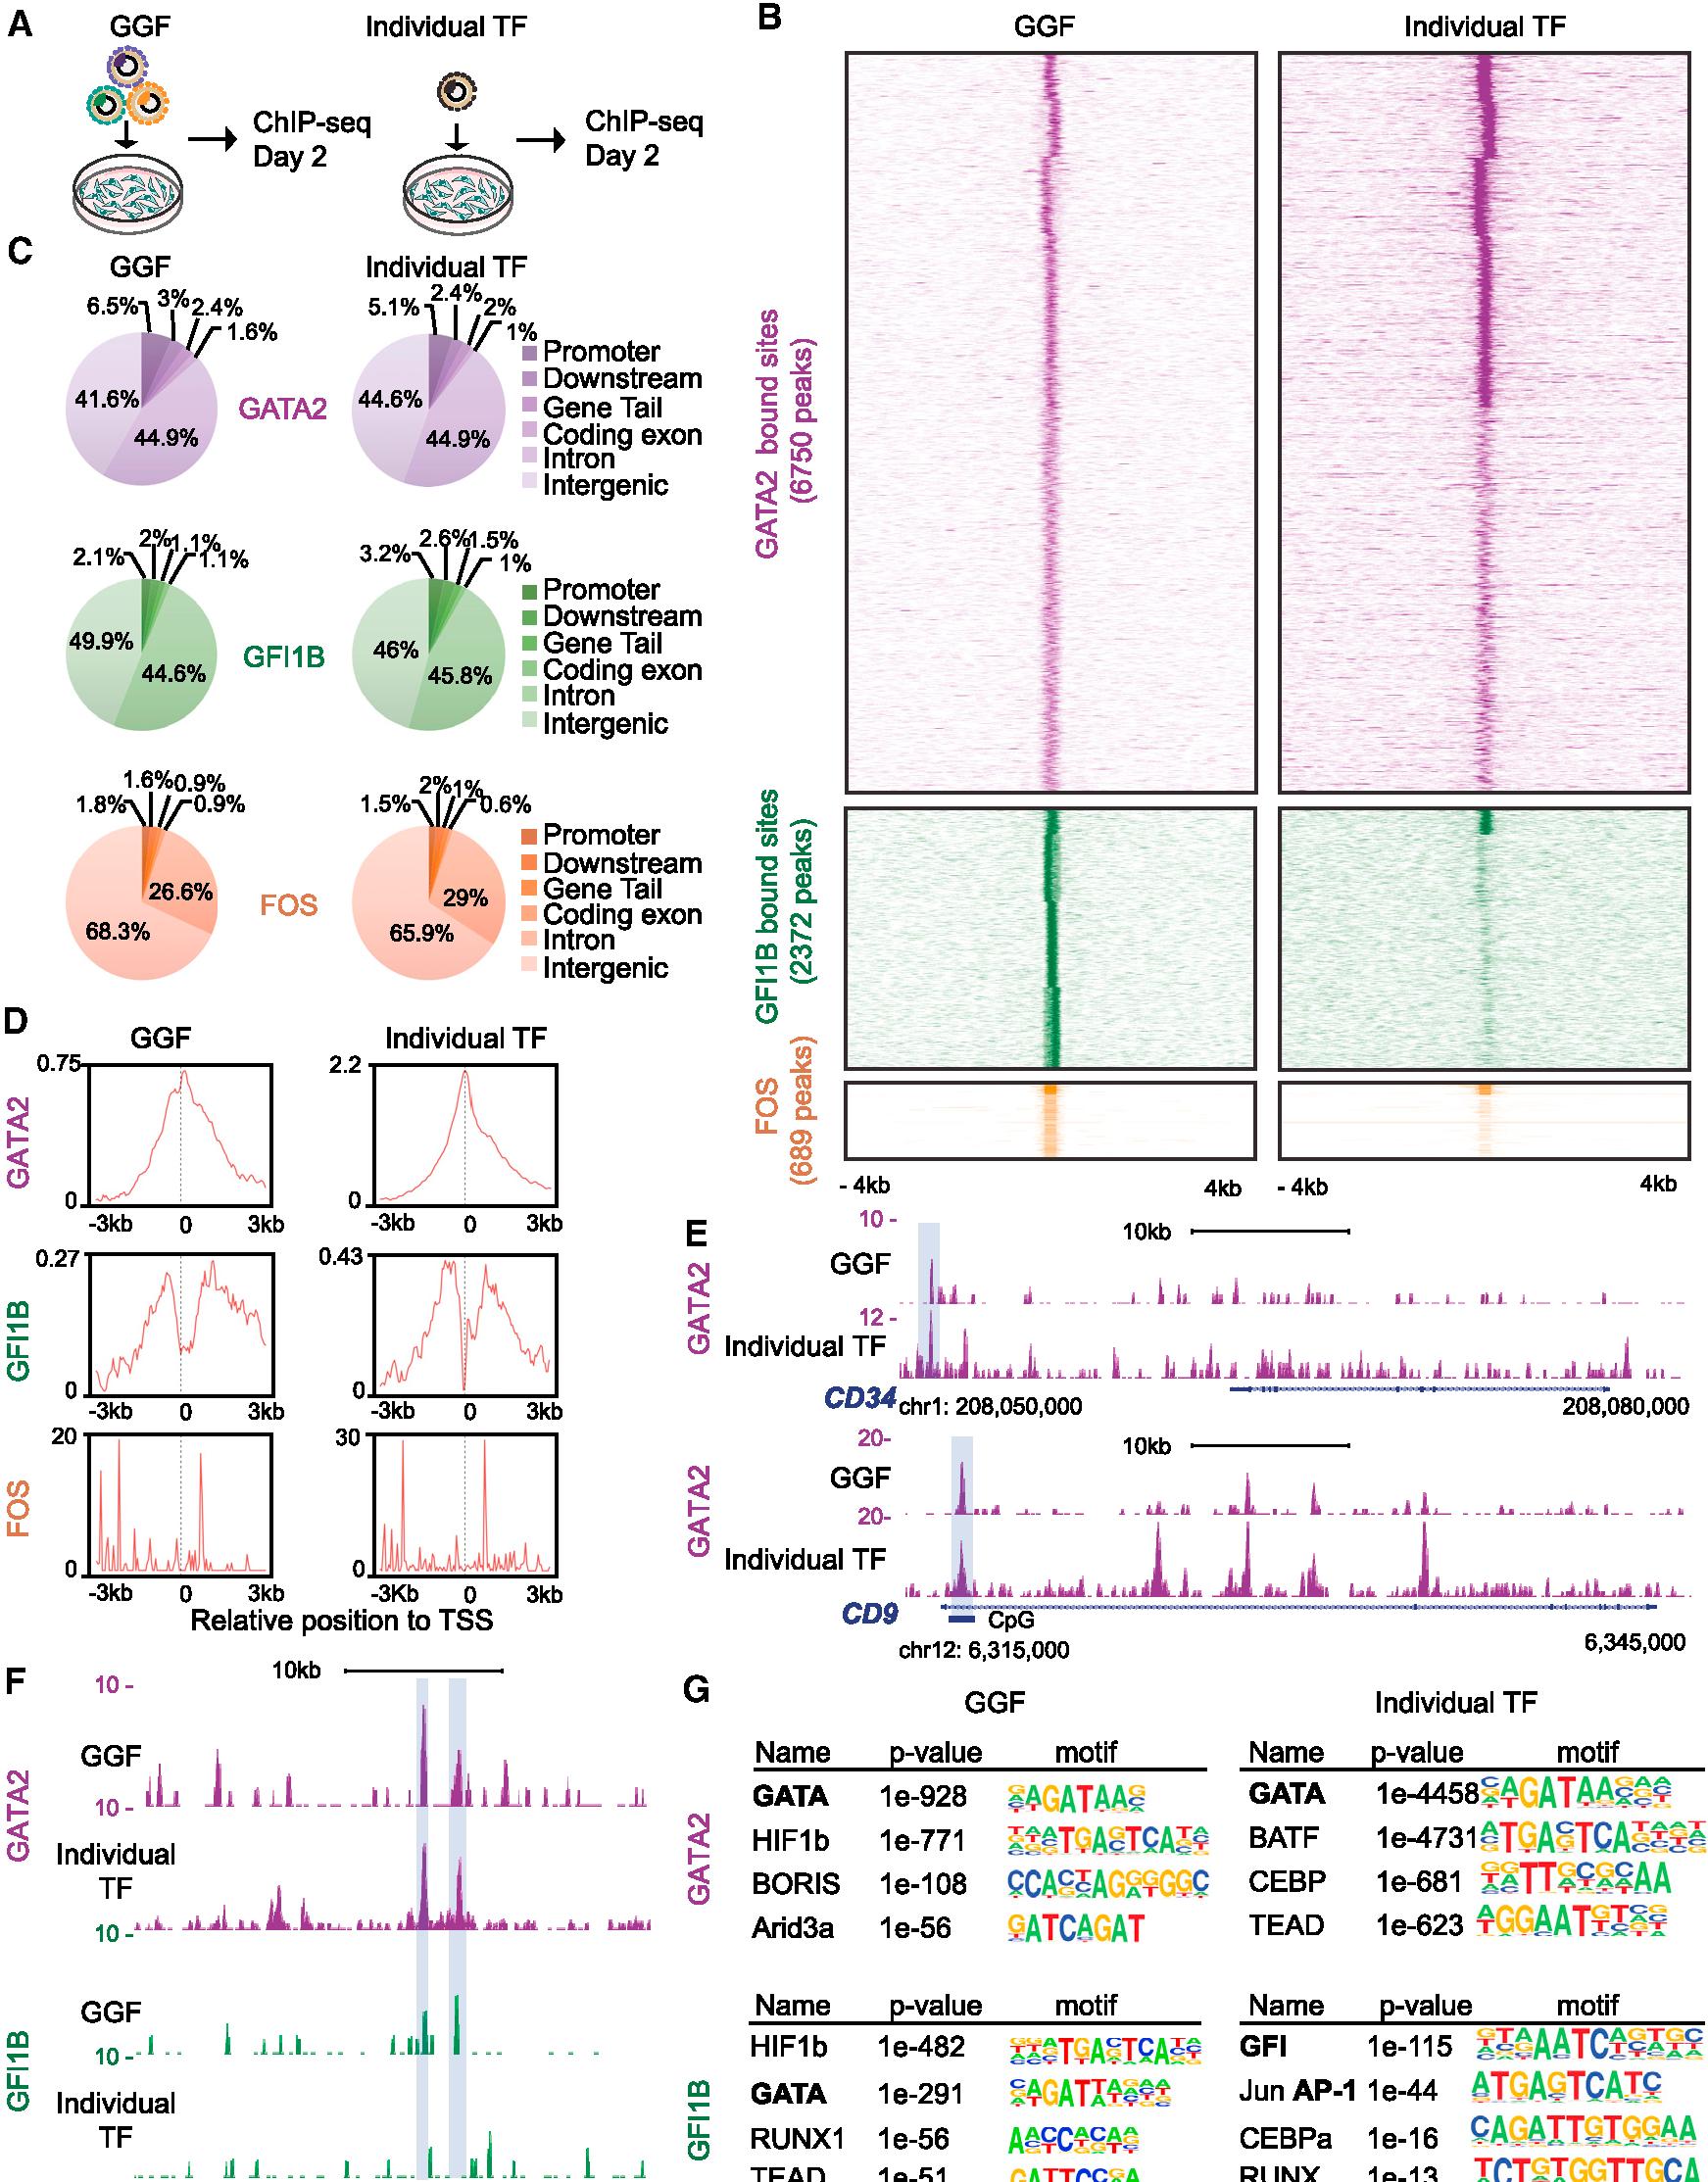 A
GGF
Individual TF
ChIP-seq
Day 2
ChIP-seq
Day 2
B
GGF
Individual TF
GATA2 bound sites
(6750 peaks)
GFI1B bound sites
(2372 peaks)
FOS
(689 peaks)
- 4kb
4kb
- 4kb
4kb
C
GGF
Individual TF
6.5%
3%
2.4%
1.6%
41.6%
44.9%
GATA2
5.1%
2.4%
2%
1%
44.6%
44.9%
Promoter
Downstream
Gene Tail
Coding exon
Intron
Intergenic
2.1%
2%
1.1%
1.1%
49.9%
44.6%
GFI1B
3.2%
2.6%
1.5%
1%
46%
45.8%
Promoter
Downstream
Gene Tail
Coding exon
Intron
Intergenic
1.8%
1.6%
0.9%
0.9%
26.6%
68.3%
FOS
1.5%
2%
1%
0.6%
29%
65.9%
Promoter
Downstream
Gene Tail
Coding exon
Intron
Intergenic
D
GGF
Individual TF
GATA2
0.75
0
-3kb 0 3kb
2.2
0
-3kb 0 3kb
GFI1B
0.27
0
-3kb 0 3kb
0.43
0
-3kb 0 3kb
FOS
20
0
-3kb 0 3kb
30
0
-3Kb 0 3kb
Relative position to TSS
E
GATA2
10 -
10kb
GGF
12 -
Individual TF
CD34
chr1: 208,050,000
208,080,000
GATA2
20-
10kb
GGF
20-
Individual TF
CD9
CpG
chr12: 6,315,000
6,345,000
F
10kb
GATA2
10 -
GGF
10 -
Individual
TF
GFI1B
10 -
GGF
10 -
Individual
TF
G
GGF
Individual TF
GATA2
Name p-value motif
GATA 1e-928
HIF1b 1e-771
BORIS 1e-108
Arid3a 1e-56
Name p-value motif
GATA 1e-4458
BATF 1e-4731
CEBP 1e-681
TEAD 1e-623
GFI1B
Name p-value motif
HIF1b 1e-482
GATA 1e-291
RUNX1 1e-56
TEAD 1e-51
Name p-value motif
GFI 1e-115
Jun AP-1 1e-44
CEBPa 1e-16
RUNX 1e-13